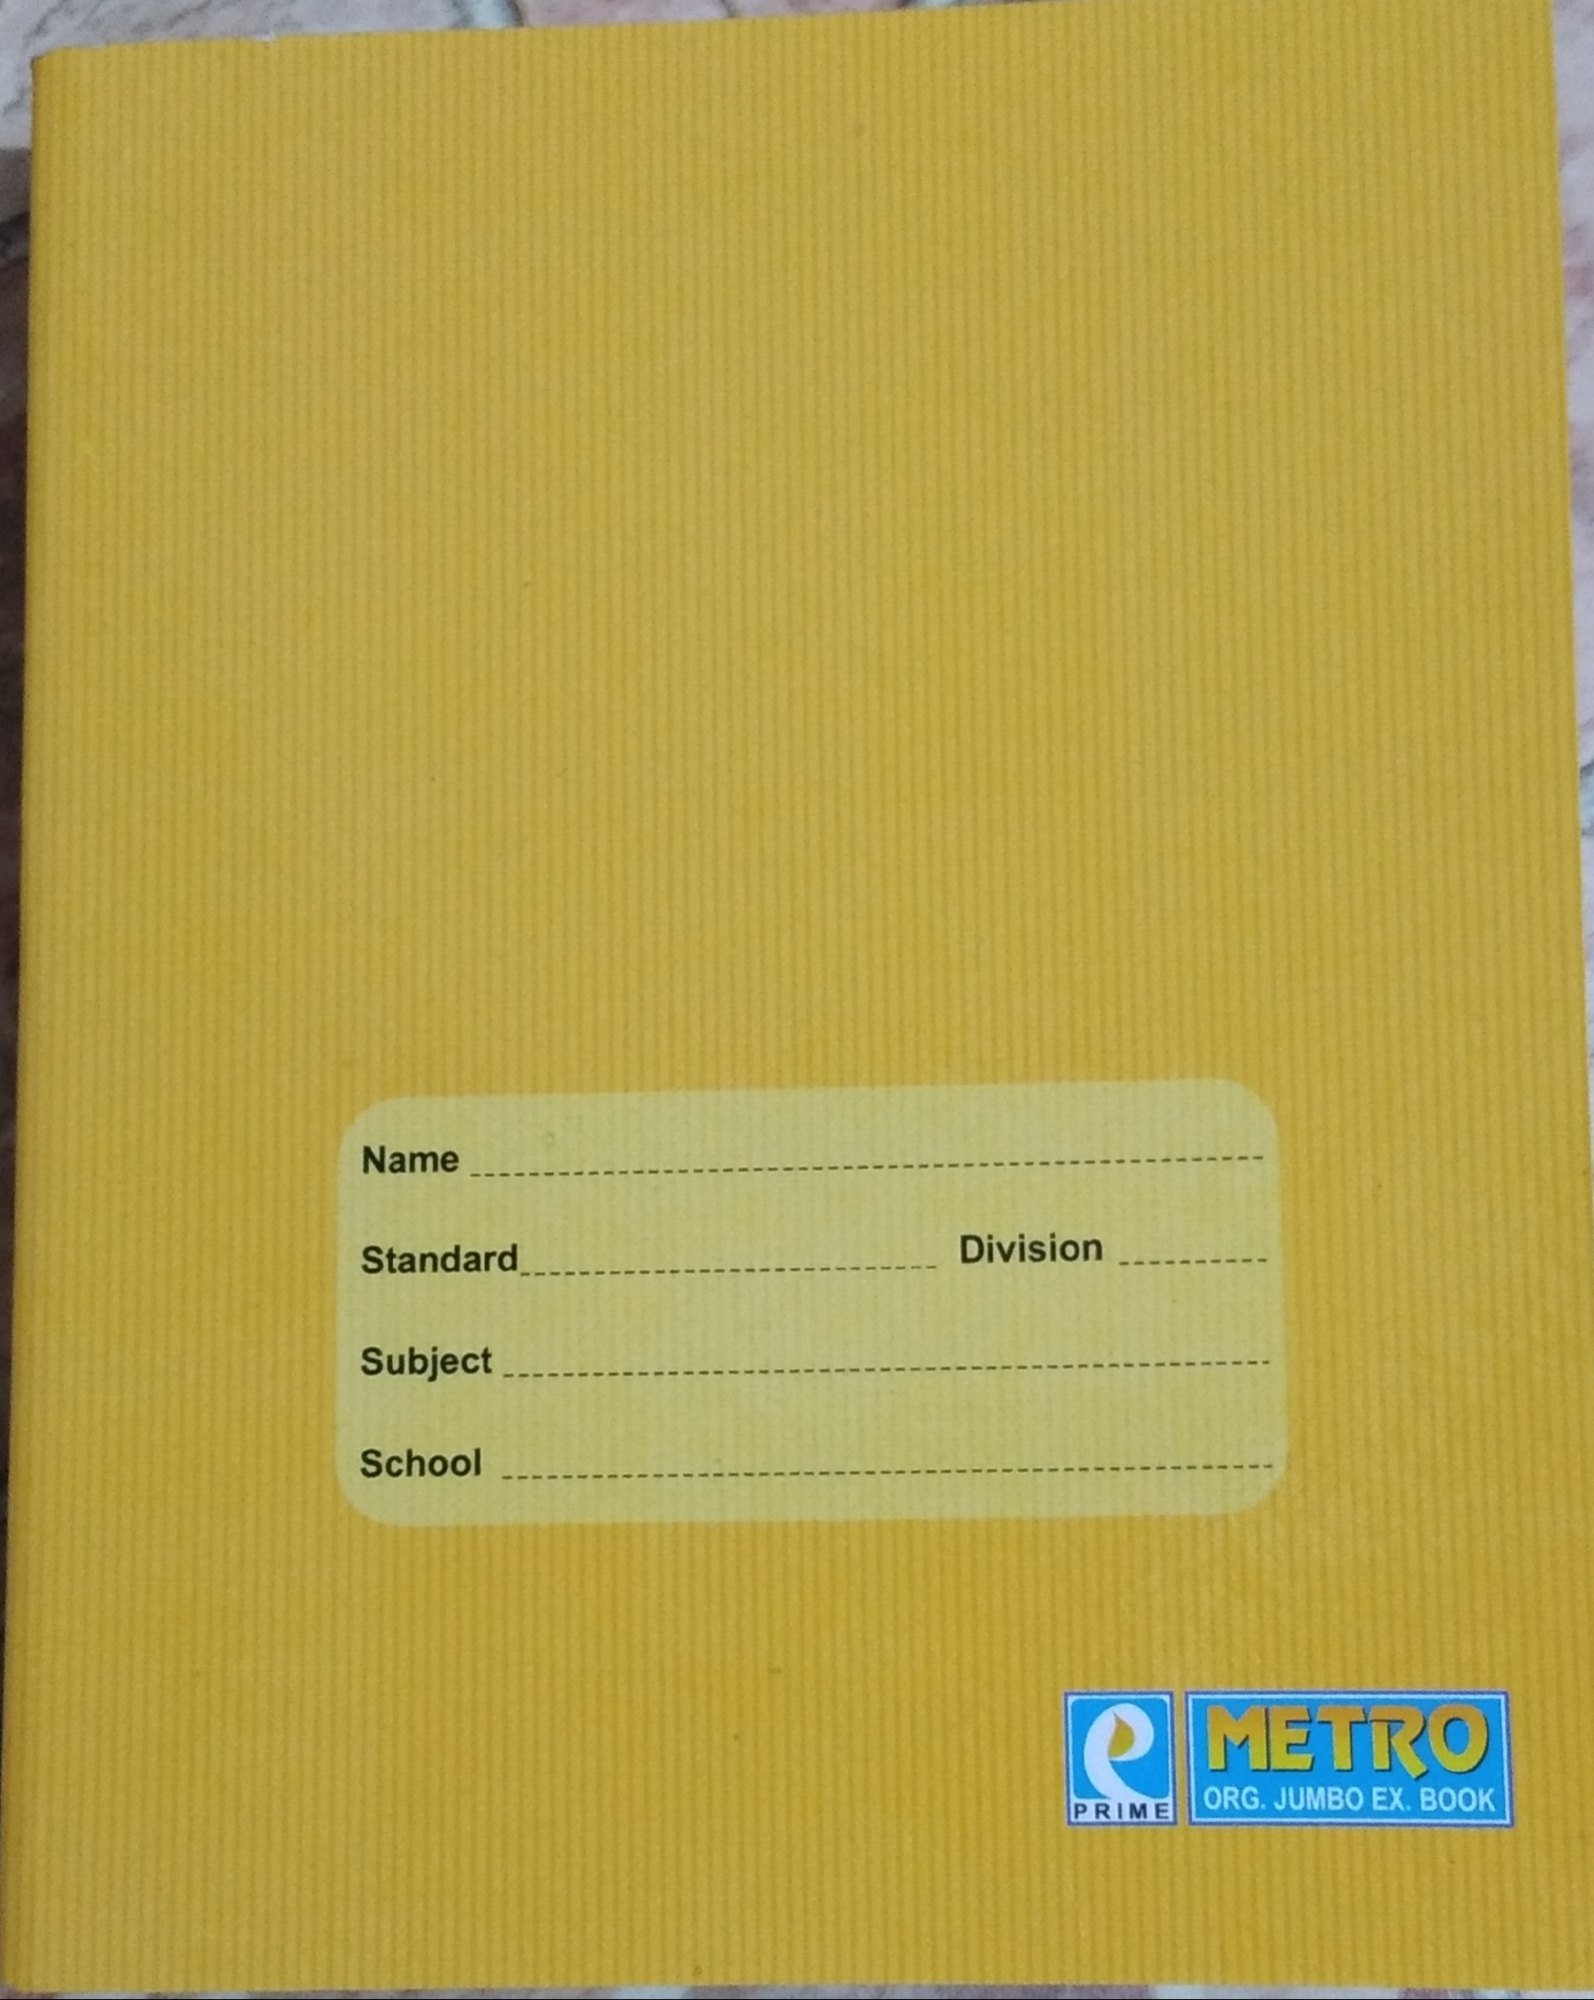 Name
Standard Division
Subject
School
PRIME
METRO
ORG. JUMBO EX. BOOK